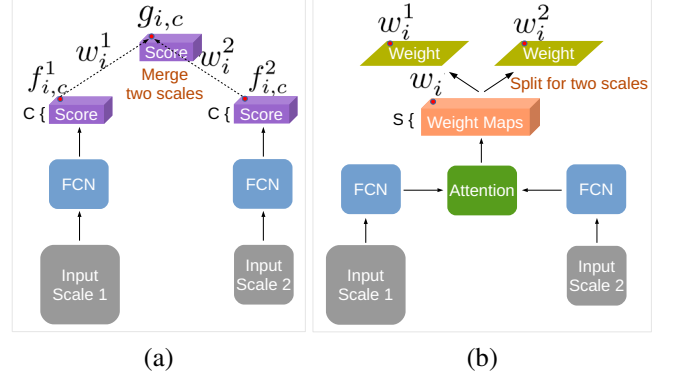 g_{i,c}
w_i^1
Score
w_i^2
Merge
two scales
f_{i,c}^1
f_{i,c}^2
C { Score
C { Score
FCN
FCN
Input
Scale 1
Input
Scale 2
(a)
w_i^1
w_i^2
Weight
Weight
w_i
Split for two scales
S { Weight Maps
FCN
Attention
FCN
Input
Scale 1
Input
Scale 2
(b)